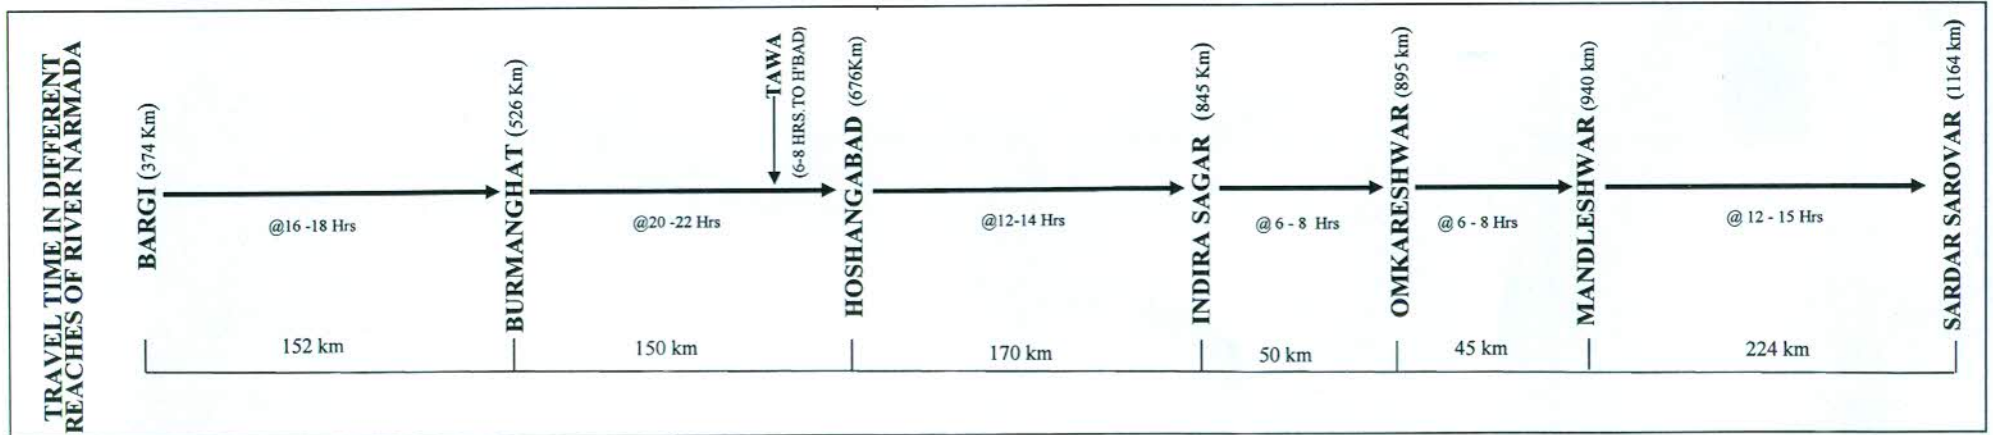 TRAVEL TIME IN DIFFERENT
REACHES OF RIVER NARMADA
BARGI (374 Km)
@16 -18 Hrs
152 km
BURMANGHAT (526 Km)
@20 -22 Hrs
150 km
TAWA
(6-8 HRS.TO H'BAD)
HOSHANGABAD (676Km)
@12-14 Hrs
170 km
INDIRA SAGAR (845 Km)
@ 6 - 8 Hrs
50 km
OMKARESHWAR (895 km)
@ 6 - 8 Hrs
45 km
MANDLESHWAR (940 km)
@ 12 - 15 Hrs
224 km
SARDAR SAROVAR (1164 km)